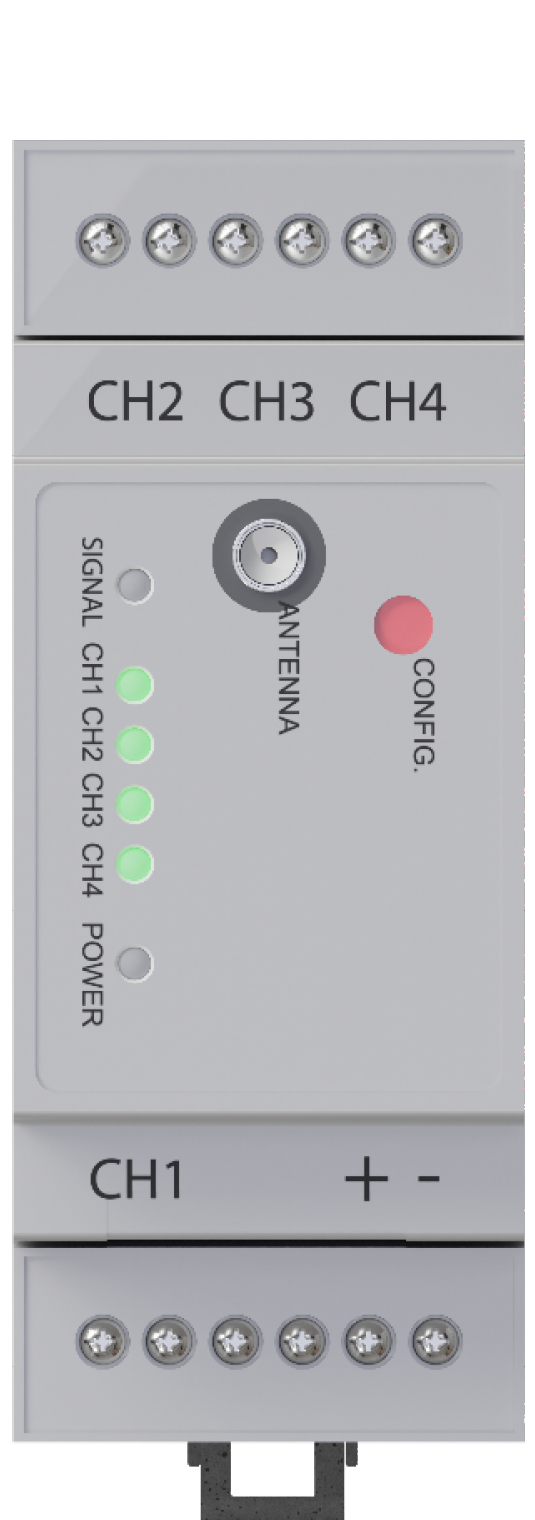 CH2 CH3 CH4
SIGNAL
ANTENNA
CONFIG.
CH1
CH2
CH3
CH4
POWER
CH1 + -